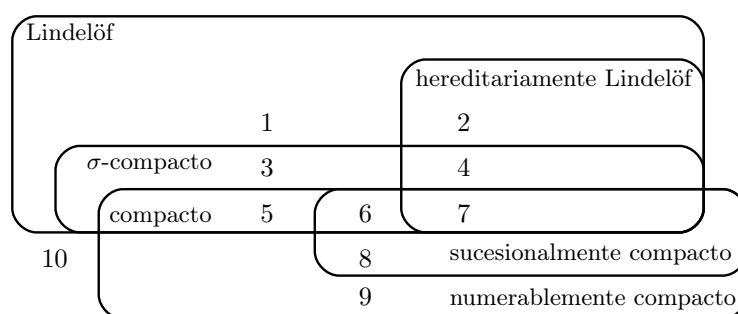 Lindelöf
hereditariamente Lindelöf
1 2
σ-compacto 3 4
compacto 5 6 7
10 8 sucesionalmente compacto
9 numerablemente compacto